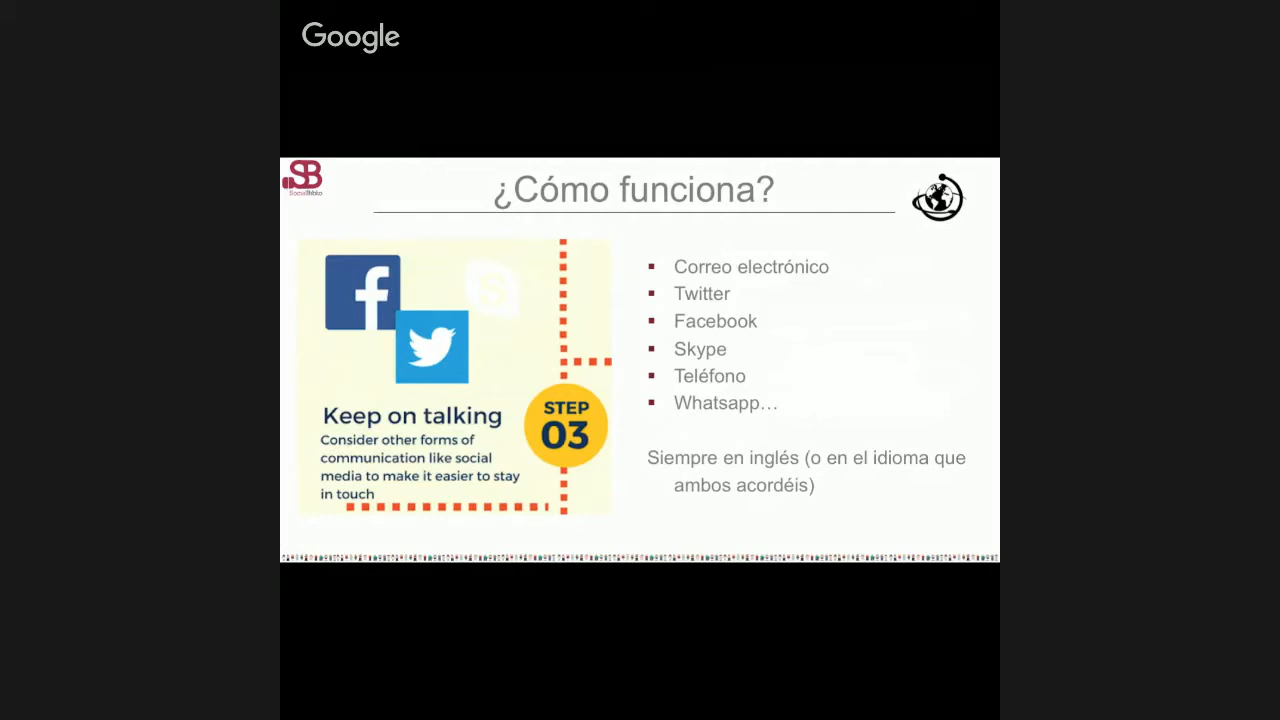 Google
SB
SocialBiblio
¿Cómo funciona?
Keep on talking
Consider other forms of
communication like social
media to make it easier to stay
in touch
STEP
03
Correo electrónico
Twitter
Facebook
Skype
Teléfono
Whatsapp…
Siempre en inglés (o en el idioma que
ambos acordéis)